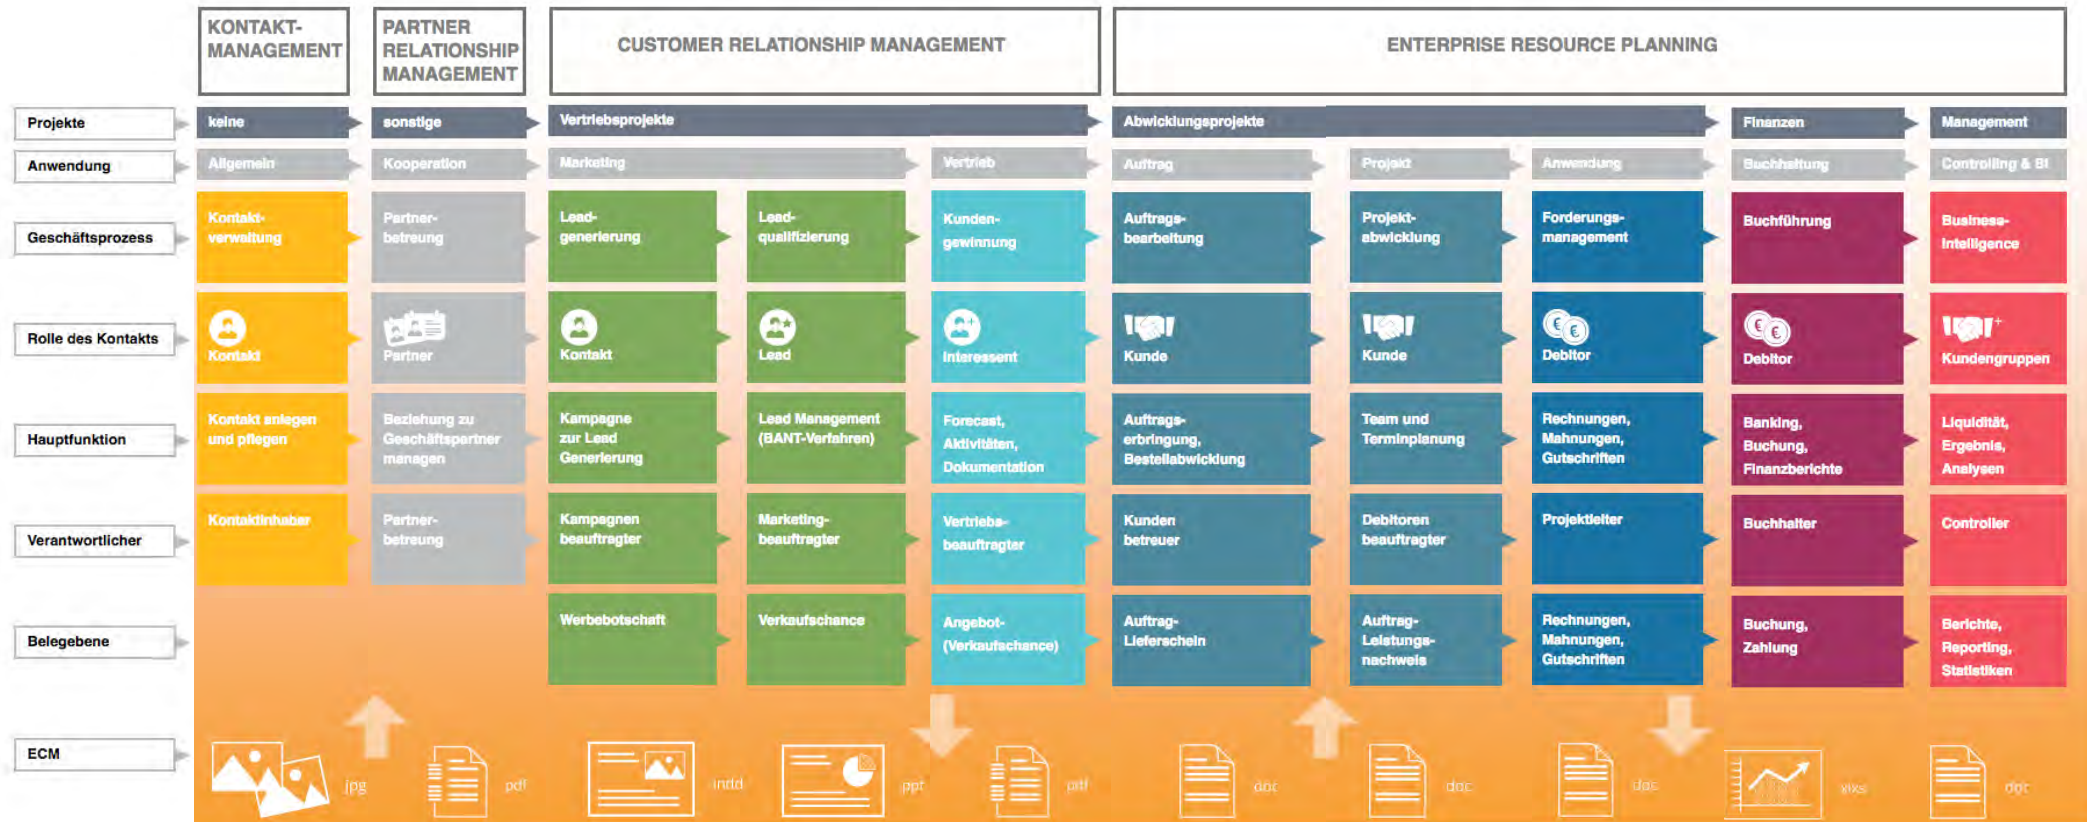 KONTAKT-
MANAGEMENT
PARTNER
RELATIONSHIP
MANAGEMENT
CUSTOMER RELATIONSHIP MANAGEMENT
ENTERPRISE RESOURCE PLANNING
Projekte
keine
sonstige
Vertriebsprojekte
Abwicklungsprojekte
Finanzen
Management
Anwendung
Allgemein
Kooperation
Marketing
Vertrieb
Auftrag
Projekt
Anwendung
Buchhaltung
Controlling & BI
Geschäftsprozess
Kontakt-
verwaltung
Partner-
betreung
Lead-
generierung
Lead-
qualifizierung
Kunden-
gewinnung
Auftrags-
bearbeitung
Projekt-
abwicklung
Forderungs-
management
Buchführung
Business-
Intelligence
Rolle des Kontakts
Kontakt
Partner
Kontakt
Lead
Interessent
Kunde
Kunde
Debitor
Debitor
Kundengruppen
Hauptfunktion
Kontakt anlegen
und pflegen
Beziehung zu
Geschäftspartner
managen
Kampagne
zur Lead
Generierung
Lead Management
(BANT-Verfahren)
Forecast,
Aktivitäten,
Dokumentation
Auftrags-
erbringung,
Bestellabwicklung
Team und
Terminplanung
Rechnungen,
Mahnungen,
Gutschriften
Banking,
Buchung,
Finanzberichte
Liquidität,
Ergebnis,
Analysen
Verantwortlicher
Kontaktinhaber
Partner-
betreung
Kampagnen
beauftragter
Marketing-
beauftragter
Vertriebs-
beauftragter
Kunden
betreuer
Debitoren
beauftragter
Projektleiter
Buchhalter
Controller
Belegebene
Werbebotschaft
Verkaufschance
Angebot-
(Verkaufschance)
Auftrag-
Lieferschein
Auftrag-
Leistungs-
nachweis
Rechnungen,
Mahnungen,
Gutschriften
Buchung,
Zahlung
Berichte,
Reporting,
Statistiken
ECM
jpg
pdf
indd
ppt
pdf
doc
doc
doc
xlks
doc